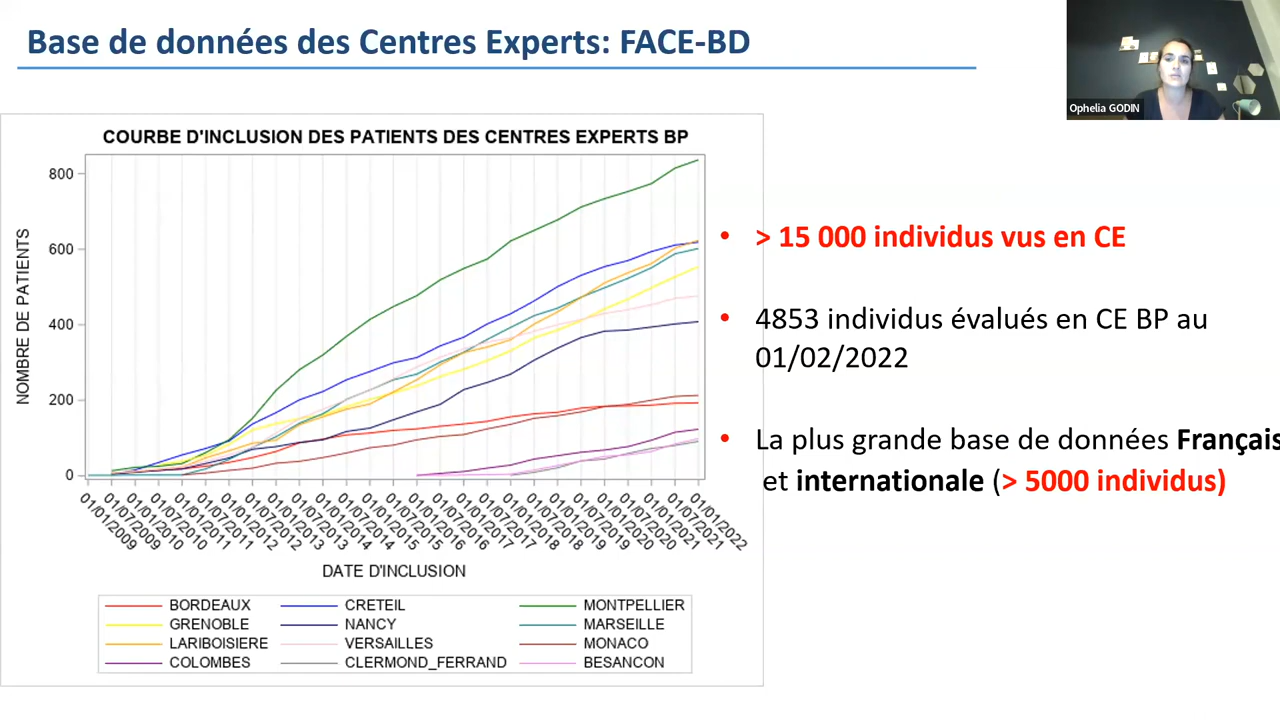 Base de données des Centres Experts: FACE-BD
Ophelia GODIN
COURBE D'INCLUSION DES PATIENTS DES CENTRES EXPERTS BP
NOMBRE DE PATIENTS
800
600
400
200
0
01/01/2009
01/07/2009
01/01/2010
01/07/2010
01/01/2011
01/07/2011
01/01/2012
01/07/2012
01/01/2013
01/07/2013
01/01/2014
01/07/2014
01/01/2015
01/07/2015
01/01/2016
01/07/2016
01/01/2017
01/07/2017
01/01/2018
01/07/2018
01/01/2019
01/07/2019
01/01/2020
01/07/2020
01/01/2021
01/07/2021
01/01/2022
DATE D'INCLUSION
BORDEAUX CRETEIL MONTPELLIER
GRENOBLE NANCY MARSEILLE
LARIBOISIERE VERSAILLES MONACO
COLOMBES CLERMOND_FERRAND BESANCON
• > 15 000 individus vus en CE
• 4853 individus évalués en CE BP au
01/02/2022
• La plus grande base de données Français
et internationale (> 5000 individus)